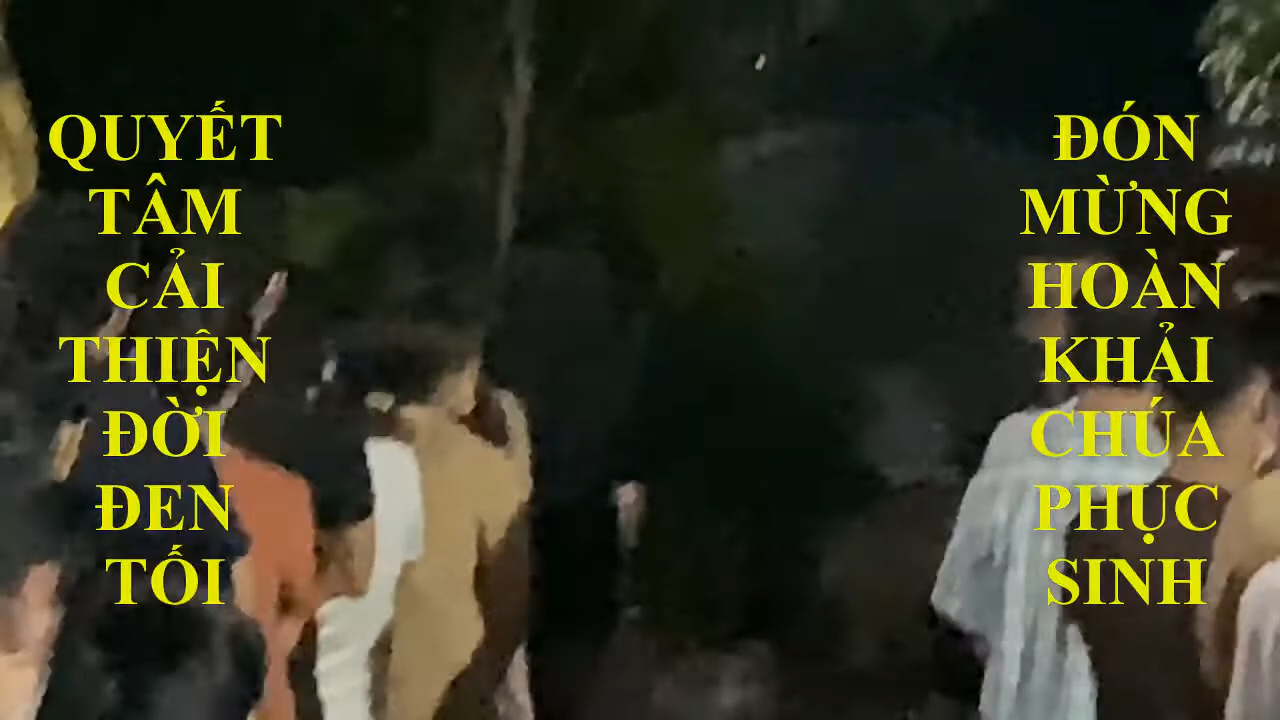 QUYẾT
TÂM
CẢI
THIỆN
ĐỜI
ĐEN
TỐI
ĐÓN
MỪNG
HOÀN
KHẢI
CHÚA
PHỤC
SINH